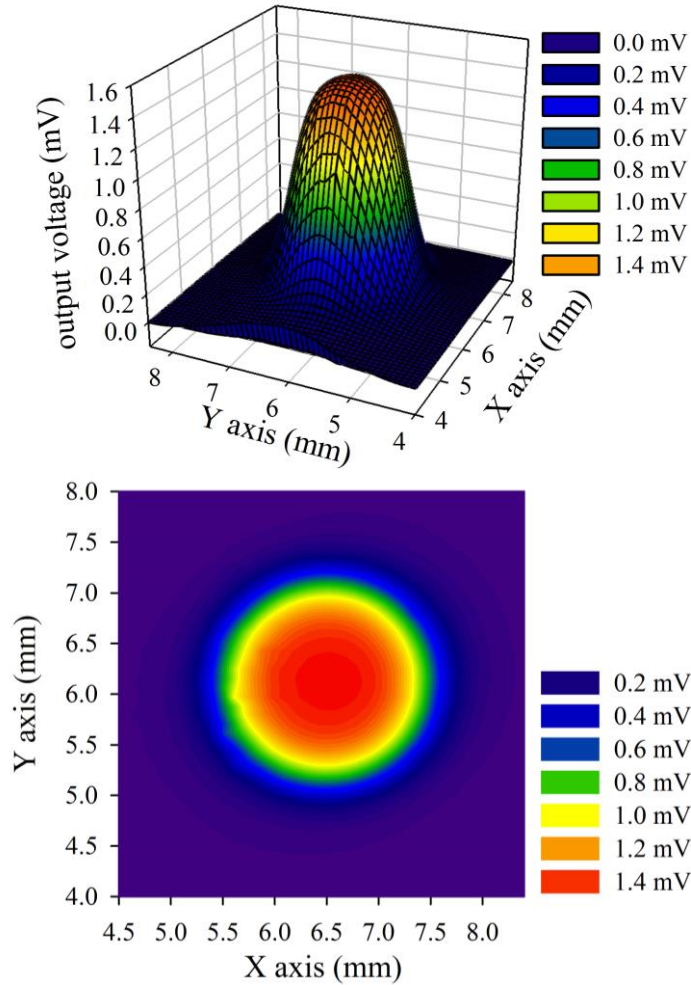 1.6
1.4
1.2
1.0
0.8
0.6
0.4
0.2
0.0
output voltage (mV)
8
7
6
5
4
Y axis (mm)
4
5
6
7
8
X axis (mm)
0.0 mV
0.2 mV
0.4 mV
0.6 mV
0.8 mV
1.0 mV
1.2 mV
1.4 mV
8.0
7.5
7.0
6.5
6.0
5.5
5.0
4.5
4.0
Y axis (mm)
4.5 5.0 5.5 6.0 6.5 7.0 7.5 8.0
X axis (mm)
0.2 mV
0.4 mV
0.6 mV
0.8 mV
1.0 mV
1.2 mV
1.4 mV